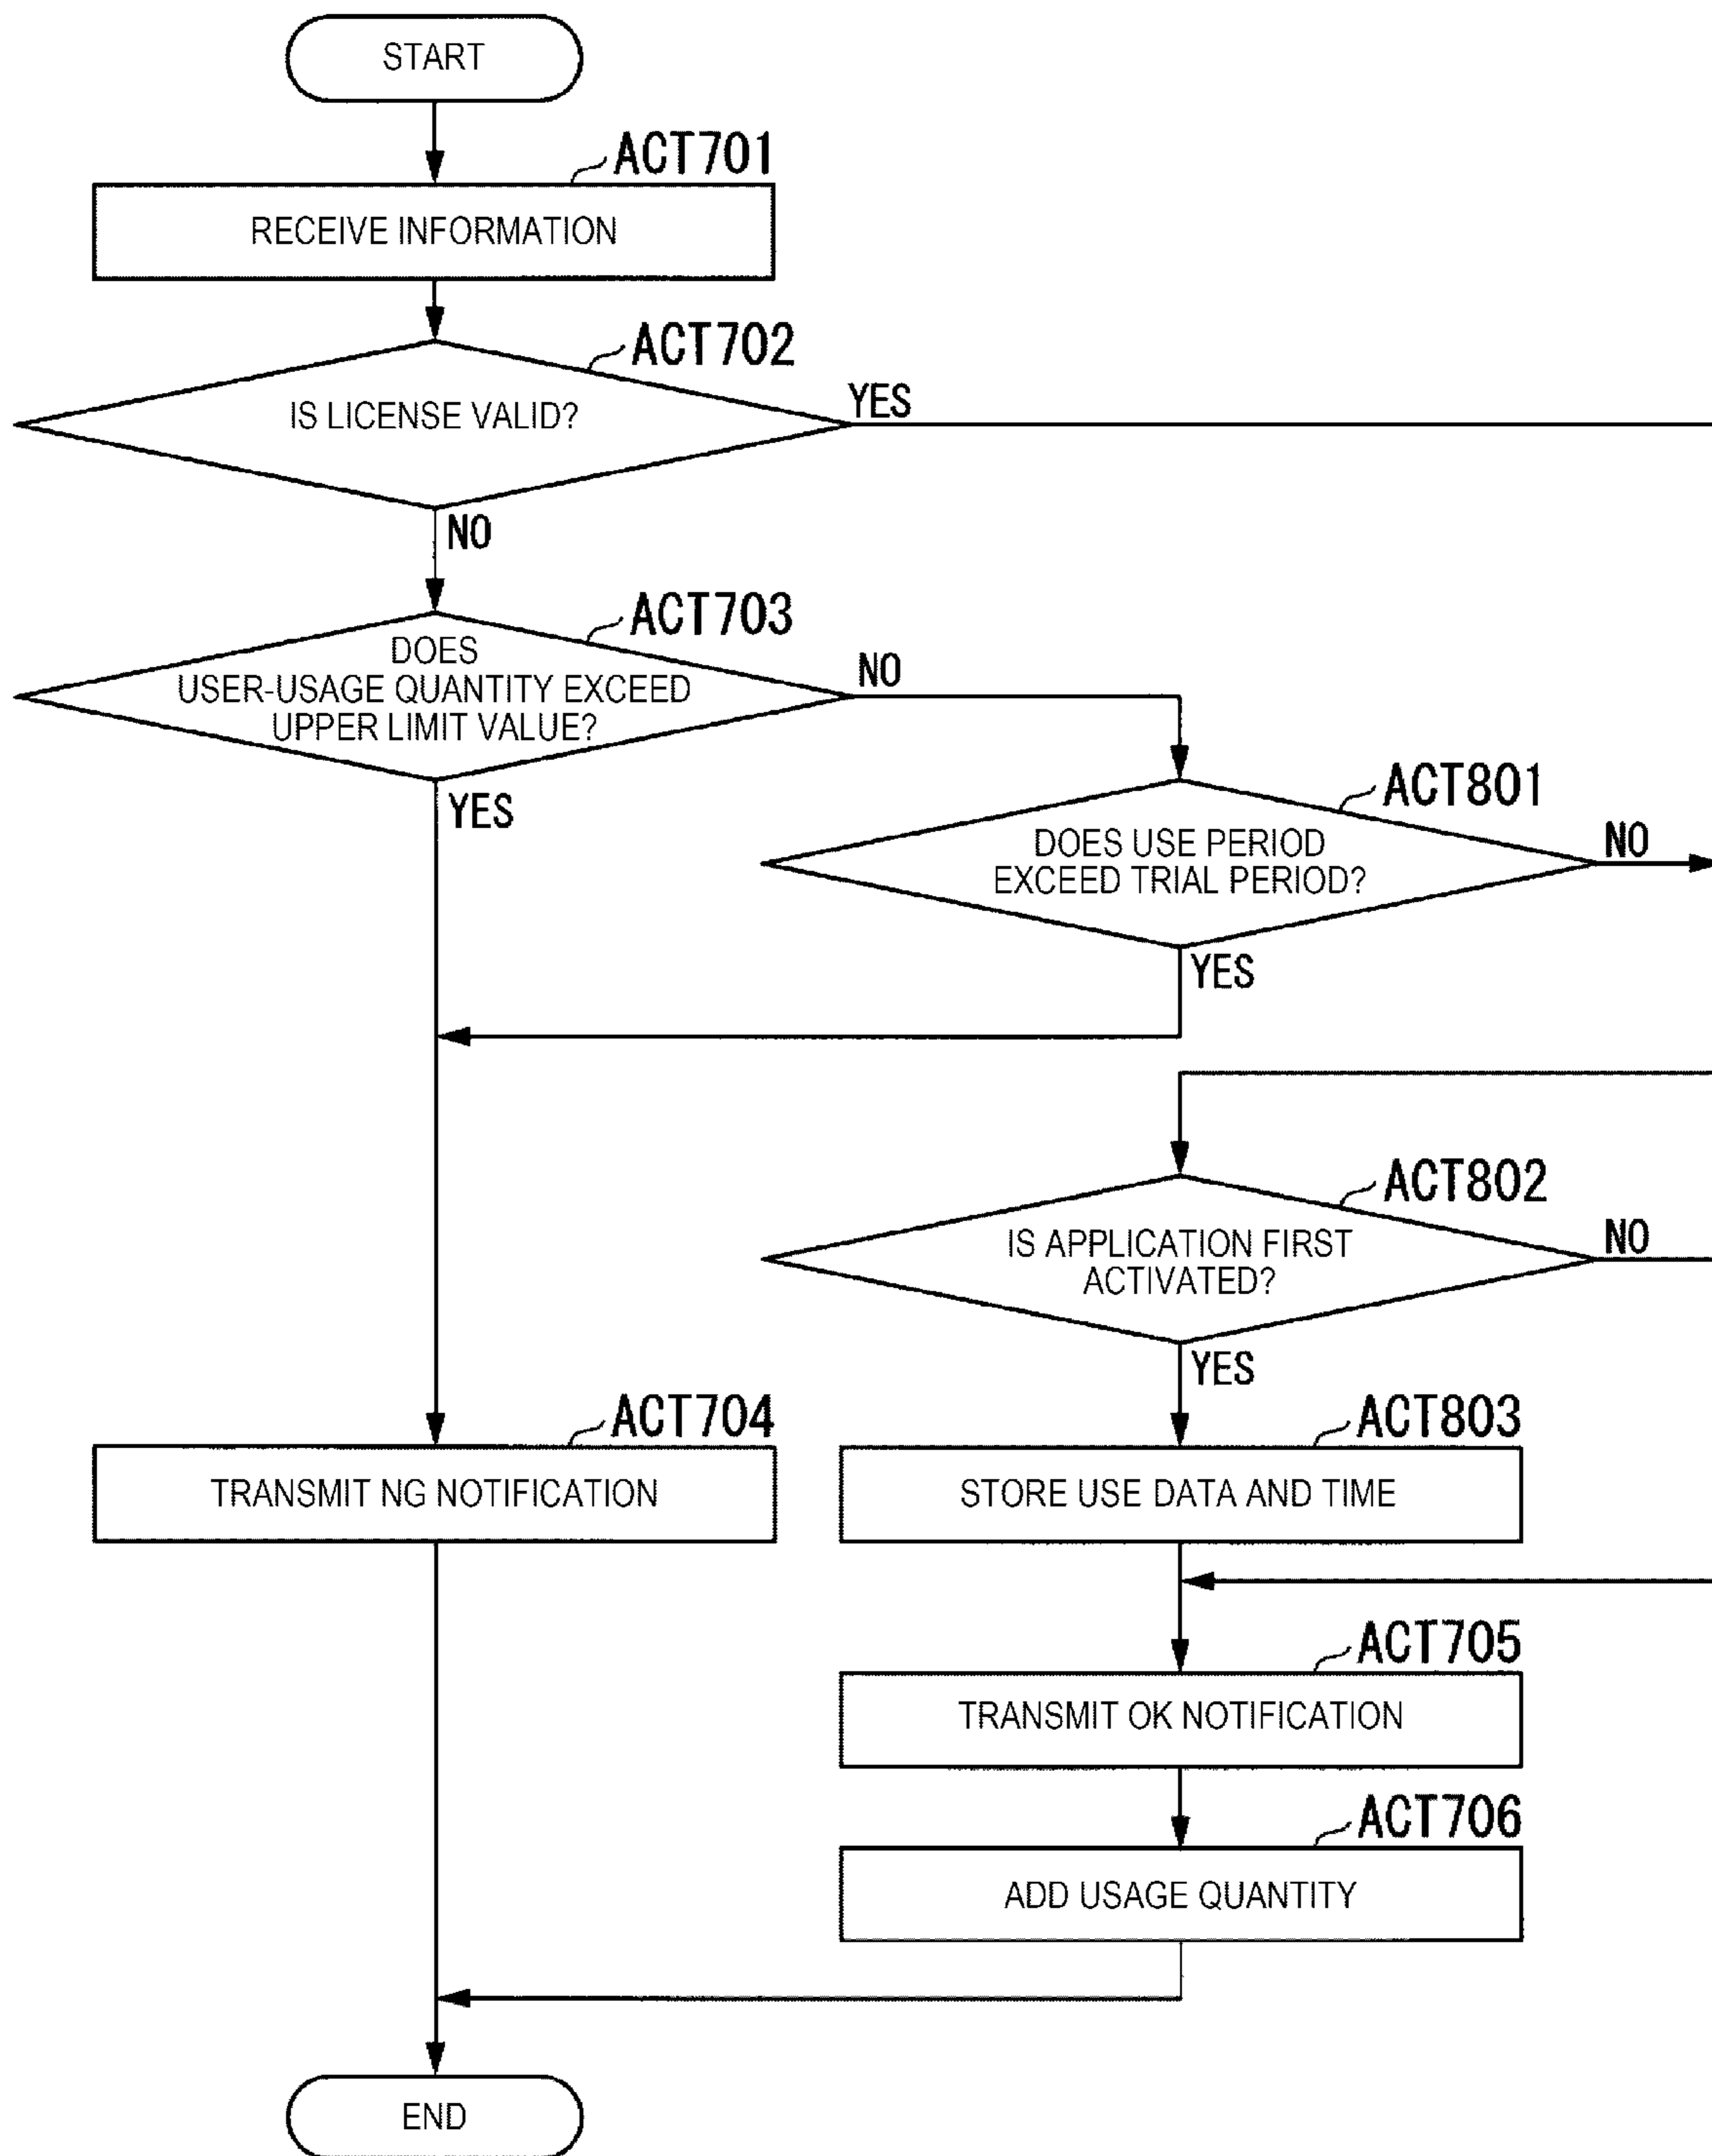 START
ACT701
RECEIVE INFORMATION
ACT702
IS LICENSE VALID?
YES
NO
ACT703
DOES
USER-USAGE QUANTITY EXCEED
UPPER LIMIT VALUE?
NO
YES
ACT801
DOES USE PERIOD
EXCEED TRIAL PERIOD?
NO
YES
ACT802
IS APPLICATION FIRST
ACTIVATED?
NO
YES
ACT704
TRANSMIT NG NOTIFICATION
ACT803
STORE USE DATA AND TIME
ACT705
TRANSMIT OK NOTIFICATION
ACT706
ADD USAGE QUANTITY
END